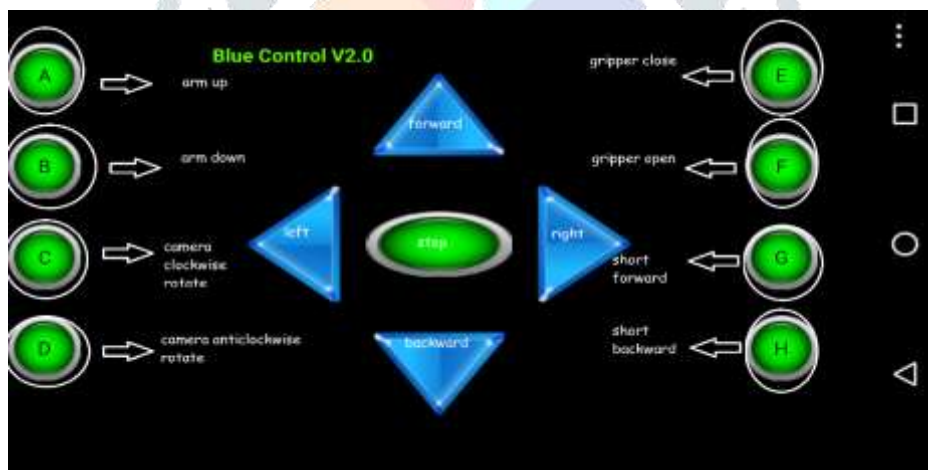 Blue Control V2.0
A
arm up
B
arm down
C
camera
clockwise
rotate
D
camera anticlockwise
rotate
forward
left
stop
right
backward
gripper close
E
gripper open
F
short
forward
G
short
backward
H